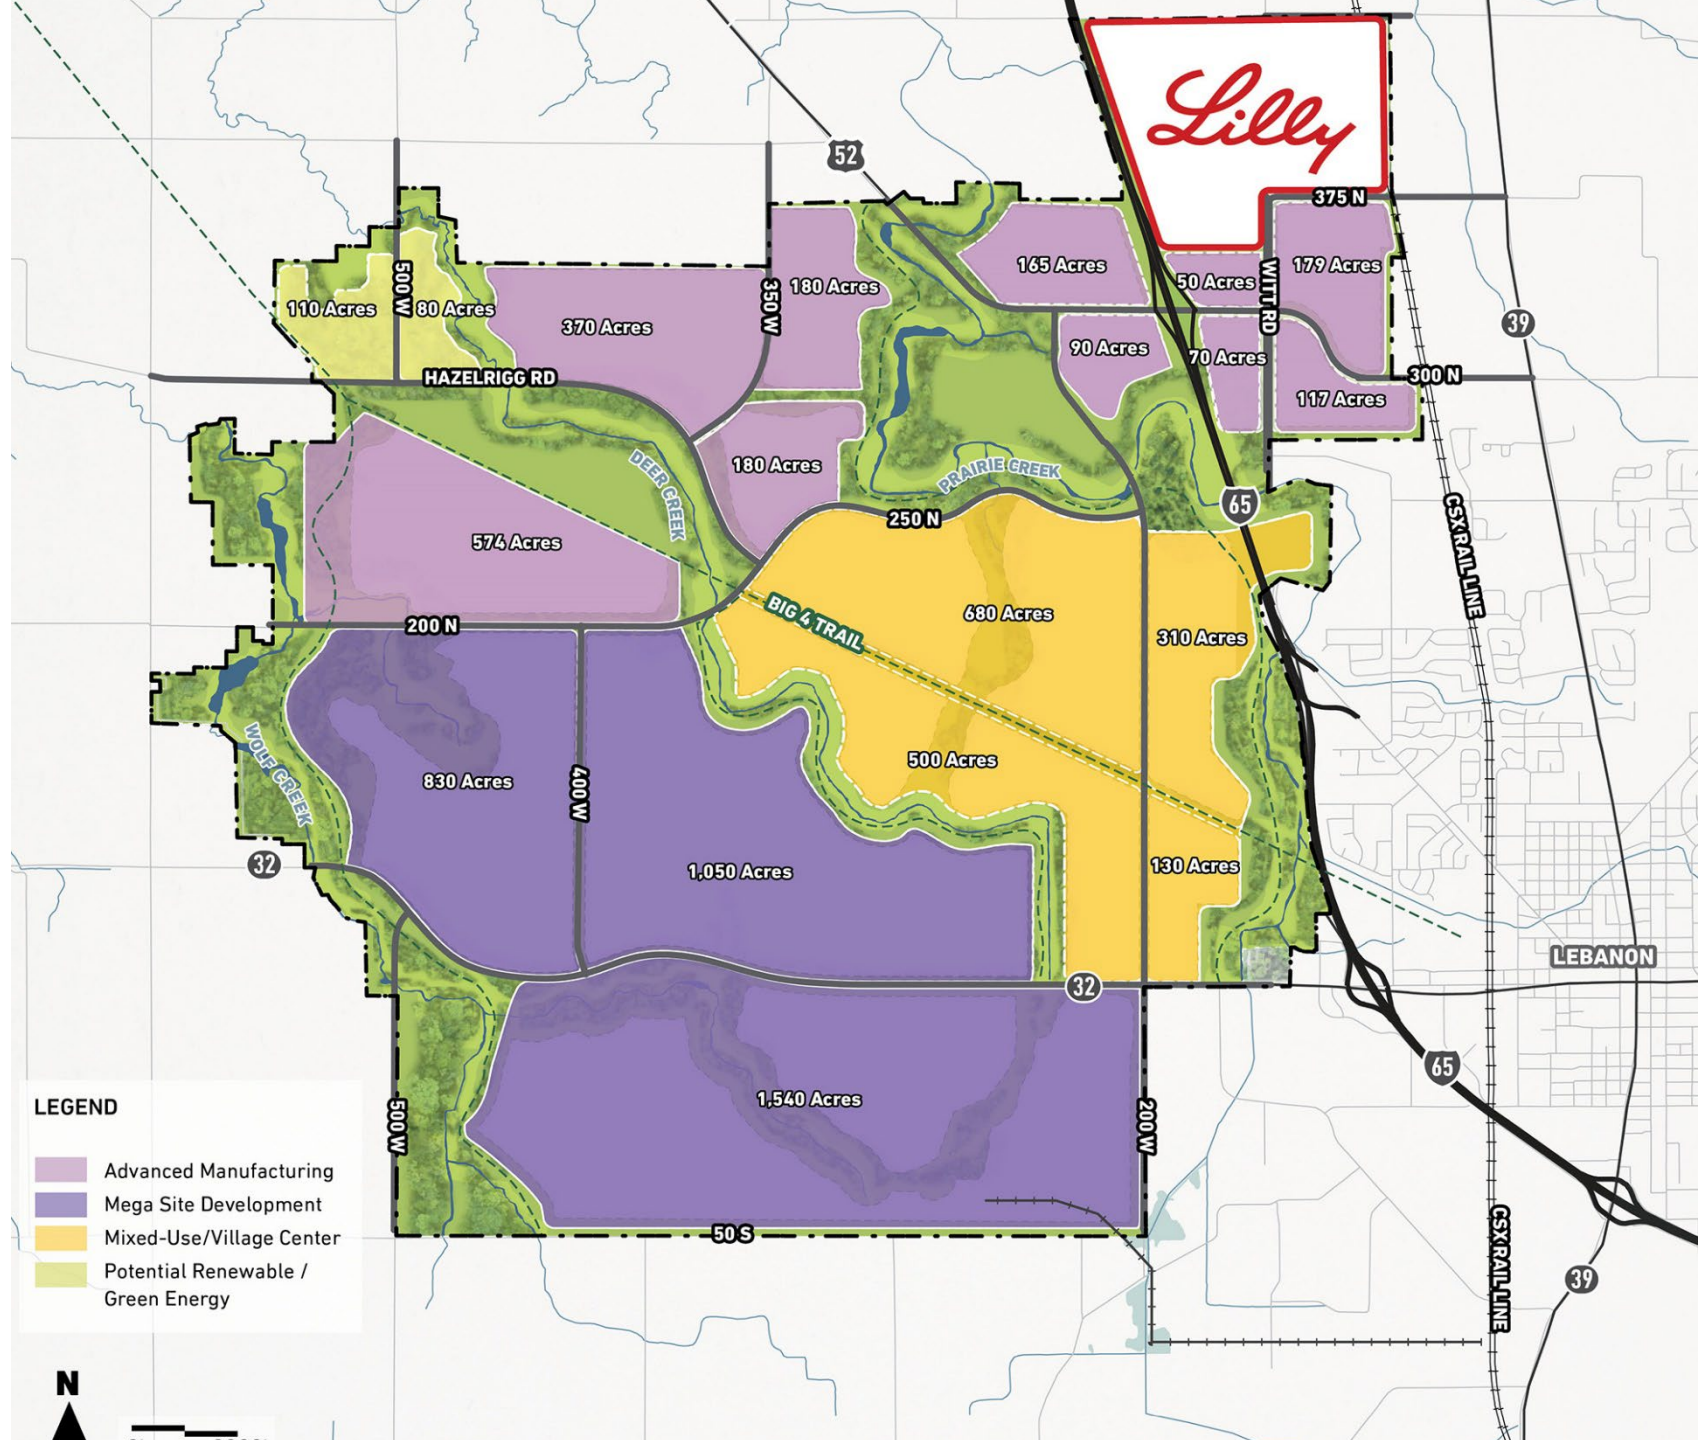 Lilly
52
375 N
165 Acres
50 Acres
179 Acres
WITT RD
500 W
110 Acres
80 Acres
370 Acres
350 W
180 Acres
39
90 Acres
70 Acres
300 N
117 Acres
HAZELRIGG RD
DEER CREEK
180 Acres
PRAIRIE CREEK
65
250 N
CSX RAIL LINE
574 Acres
200 N
BIG 4 TRAIL
680 Acres
310 Acres
WOLF CREEK
830 Acres
400 W
500 Acres
32
1,050 Acres
130 Acres
LEBANON
32
65
1,540 Acres
500 W
200 W
50 S
CSX RAIL LINE
39
LEGEND
Advanced Manufacturing
Mega Site Development
Mixed-Use/Village Center
Potential Renewable /
Green Energy
N